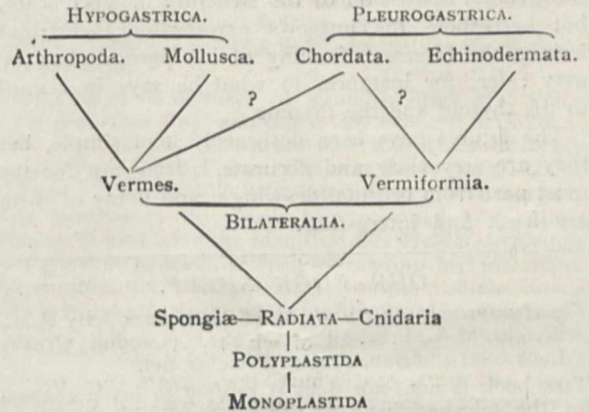 HYPOGASTRICA. PLEUROGASTRICA.
Arthropoda. Mollusca. Chordata. Echinodermata.
? ?
Vermes. Vermiformia.
BILATERALIA.
Spongiæ—RADIATA—Cnidaria
POLYPLASTIDA
MONOPLASTIDA